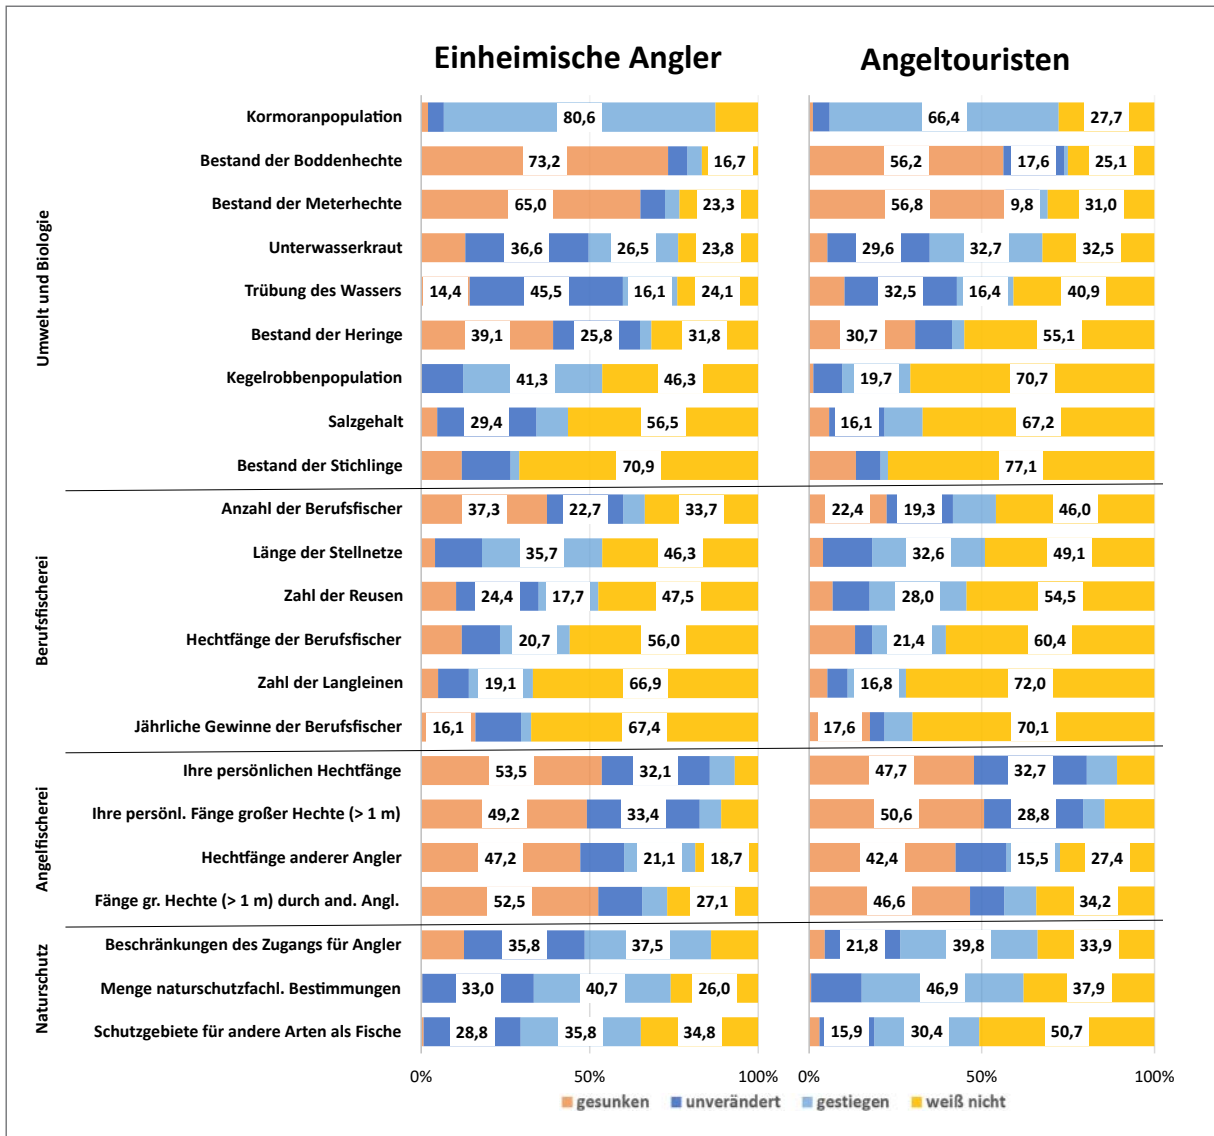 Einheimische Angler Angeltouristen
Umwelt und Biologie
Kormoranpopulation 80,6 66,4 27,7
Bestand der Boddenhechte 73,2 16,7 56,2 17,6 25,1
Bestand der Meterhechte 65,0 23,3 56,8 9,8 31,0
Unterwasserkraut 36,6 26,5 23,8 29,6 32,7 32,5
Trübung des Wassers 14,4 45,5 16,1 24,1 32,5 16,4 40,9
Bestand der Heringe 39,1 25,8 31,8 30,7 55,1
Kegelrobbenpopulation 41,3 46,3 19,7 70,7
Salzgehalt 29,4 56,5 16,1 67,2
Bestand der Stichlinge 70,9 77,1
Berufsfischerei
Anzahl der Berufsfischer 37,3 22,7 33,7 22,4 19,3 46,0
Länge der Stellnetze 35,7 46,3 32,6 49,1
Zahl der Reusen 24,4 17,7 47,5 28,0 54,5
Hechtfänge der Berufsfischer 20,7 56,0 21,4 60,4
Zahl der Langleinen 19,1 66,9 16,8 72,0
Jährliche Gewinne der Berufsfischer 16,1 67,4 17,6 70,1
Angelfischerei
Ihre persönlichen Hechtfänge 53,5 32,1 47,7 32,7
Ihre persönl. Fänge großer Hechte (> 1 m) 49,2 33,4 50,6 28,8
Hechtfänge anderer Angler 47,2 21,1 18,7 42,4 15,5 27,4
Fänge gr. Hechte (> 1 m) durch and. Angl. 52,5 27,1 46,6 34,2
Naturschutz
Beschränkungen des Zugangs für Angler 35,8 37,5 21,8 39,8 33,9
Menge naturschutzfachl. Bestimmungen 33,0 40,7 26,0 46,9 37,9
Schutzgebiete für andere Arten als Fische 28,8 35,8 34,8 15,9 30,4 50,7
0% 50% 100% 0% 50% 100%
gesunken unverändert gestiegen weiß nicht